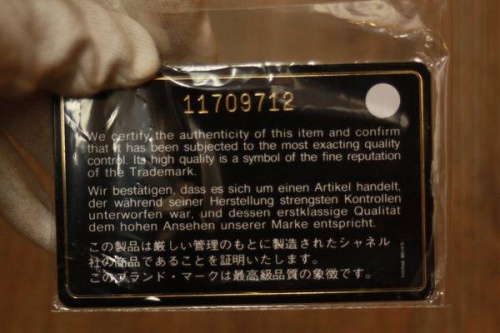 11709712
We certify the authenticity of this item and confirm
that it has been subjected to the most exacting quality
control. Its high quality is a symbol of the fine reputation
of the Trademark.
Wir bestätigen, dass es sich um einen Artikel handelt,
der während seiner Herstellung strengsten Kontrollen
unterworfen war, und dessen erstklassige Qualität
dem hohen Ansehen unserer Marke entspricht.
この製品は厳しい管理のもとに製造されたシャネル
社の商品であることを証明いたします。
このブランド・マークは最高級品質の象徴です。